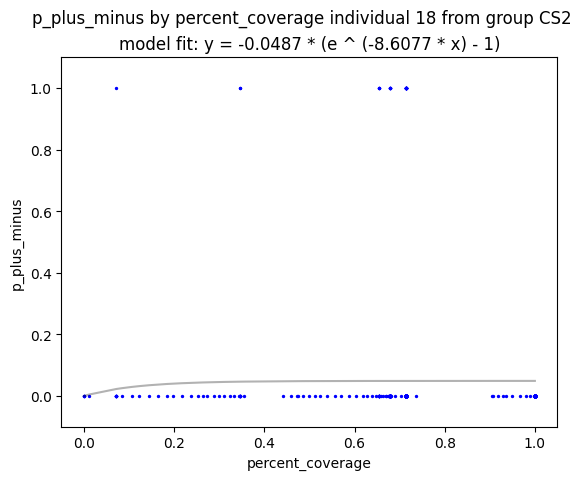 p_plus_minus by percent_coverage individual 18 from group CS2
model fit: y = -0.0487 * (e ^ (-8.6077 * x) - 1)
1.0
0.8
0.6
0.4
0.2
0.0
p_plus_minus
0.0 0.2 0.4 0.6 0.8 1.0
percent_coverage